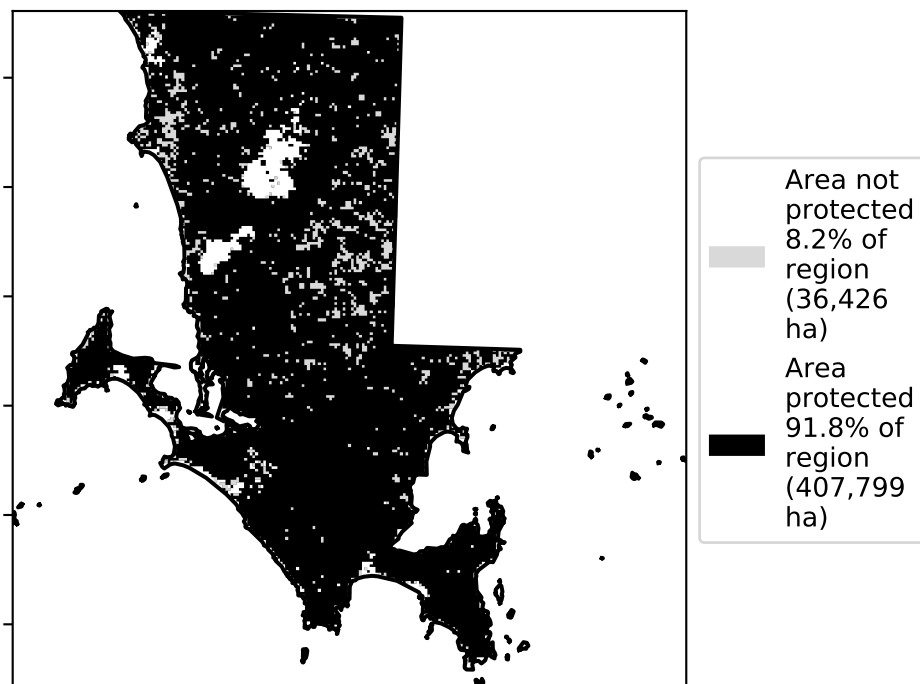 Area not
protected
8.2% of
region
(36,426
ha)
Area
protected
91.8% of
region
(407,799
ha)